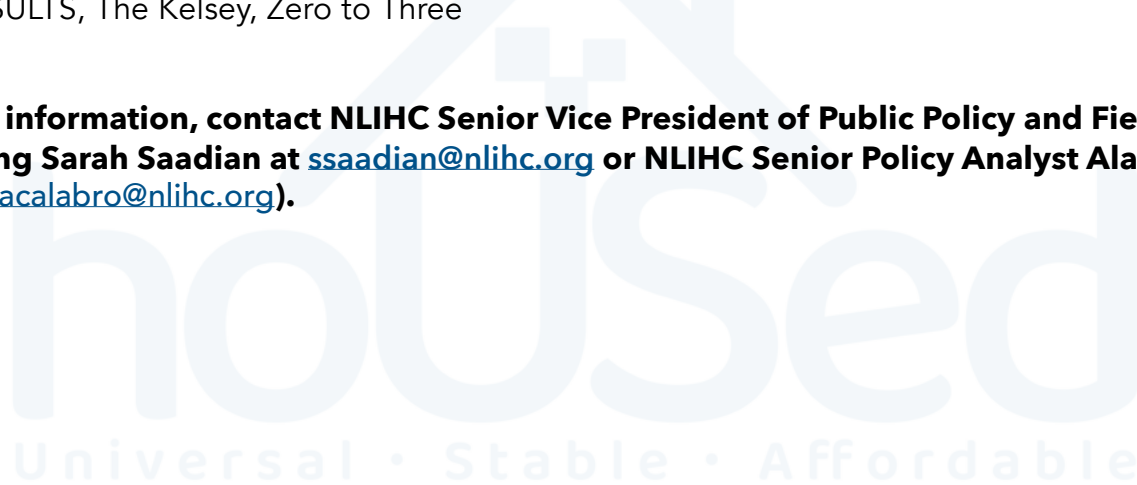 SULTS, The Kelsey, Zero to Three
information, contact NLIHC Senior Vice President of Public Policy and Fie
ng Sarah Saadian at ssaadian@nlihc.org or NLIHC Senior Policy Analyst Ala
acalabro@nlihc.org).
hoUSed
Universal • Stable • Affordable